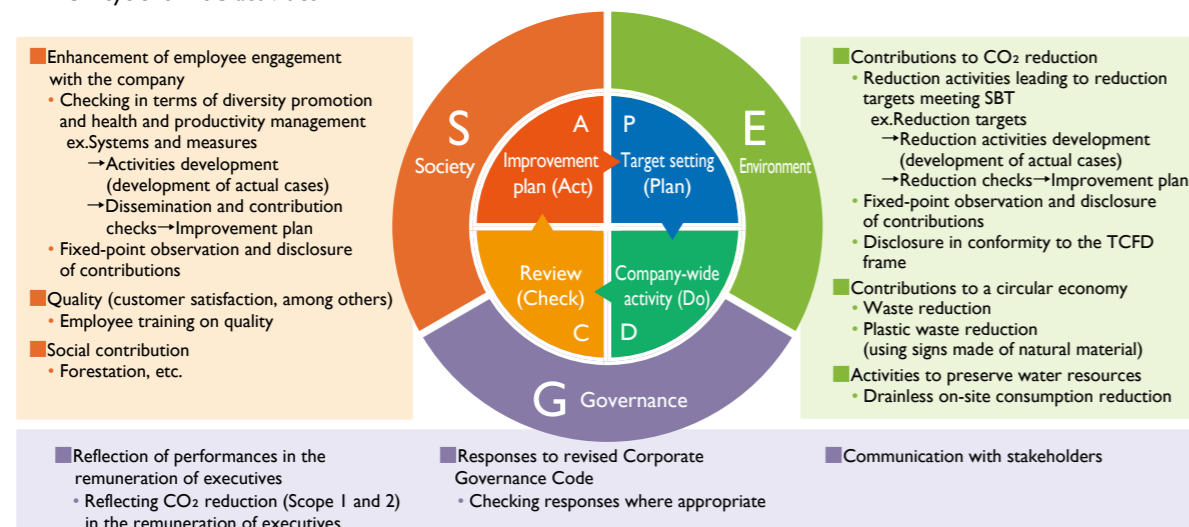 ■Enhancement of employee engagement
with the company
• Checking in terms of diversity promotion
and health and productivity management
ex.Systems and measures
→Activities development
(development of actual cases)
→Dissemination and contribution
checks→Improvement plan
• Fixed-point observation and disclosure
of contributions
■Quality (customer satisfaction, among others)
• Employee training on quality
■Social contribution
• Forestation, etc.
S
Society
A
Improvement
plan (Act)
P
Target setting
(Plan)
E
Environment
Review
(Check)
C
Company-wide
activity (Do)
D
G Governance
■Contributions to CO₂ reduction
• Reduction activities leading to reduction
targets meeting SBT
ex.Reduction targets
→Reduction activities development
(development of actual cases)
→Reduction checks→Improvement plan
• Fixed-point observation and disclosure
of contributions
• Disclosure in conformity to the TCFD
frame
■Contributions to a circular economy
• Waste reduction
• Plastic waste reduction
(using signs made of natural material)
■Activities to preserve water resources
• Drainless on-site consumption reduction
■Reflection of performances in the
remuneration of executives
• Reflecting CO₂ reduction (Scope 1 and 2)
in the remuneration of executives
■Responses to revised Corporate
Governance Code
• Checking responses where appropriate
■Communication with stakeholders